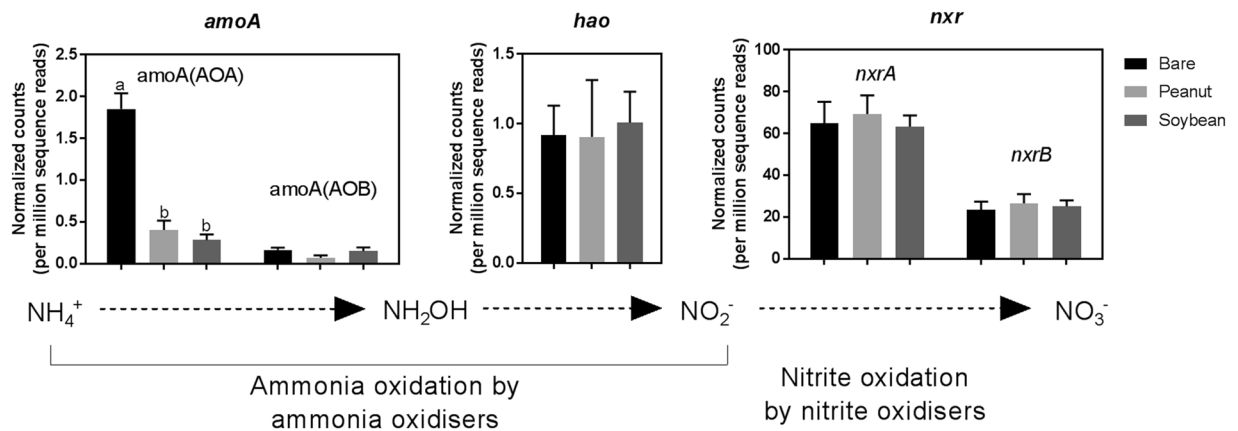 amoA
Normalized counts
(per million sequence reads)
2.5
2.0
1.5
1.0
0.5
0.0
amoA(AOA)
a
b
b
amoA(AOB)
hao
Normalized counts
(per million sequence reads)
1.5
1.0
0.5
0.0
nxr
Normalized counts
(per million sequence reads)
100
80
60
40
20
0
nxrA
nxrB
Bare
Peanut
Soybean
NH₄⁺
NH₂OH
NO₂⁻
NO₃⁻
Ammonia oxidation by
ammonia oxidisers
Nitrite oxidation
by nitrite oxidisers